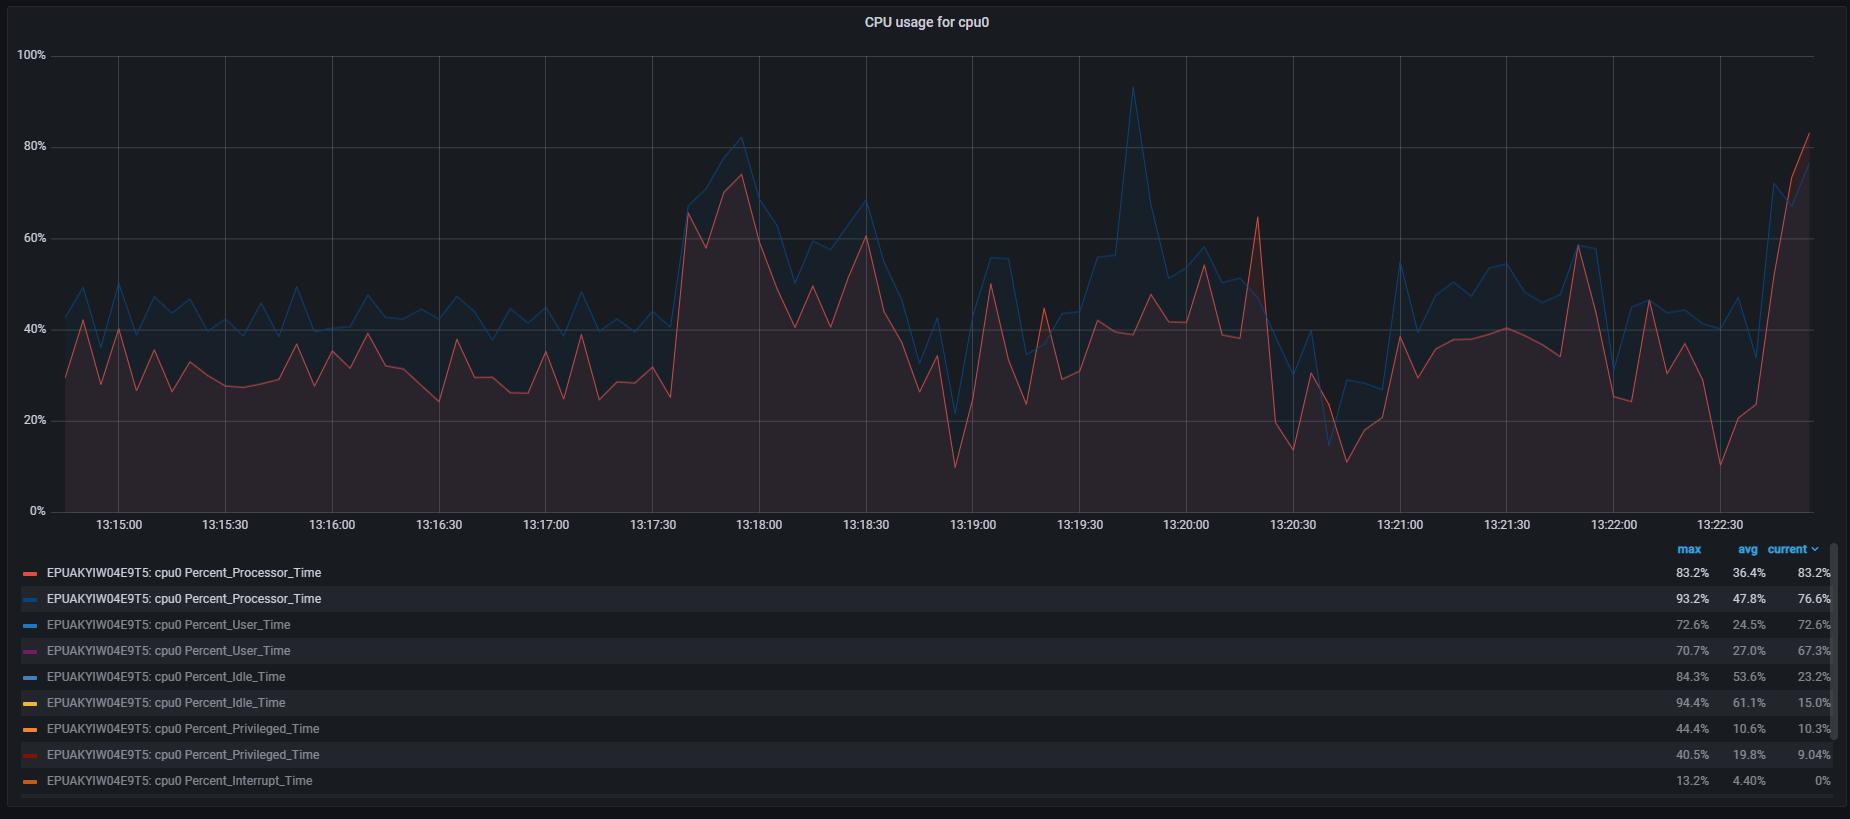 CPU usage for cpu0
100%
80%
60%
40%
20%
0%
13:15:00 13:15:30 13:16:00 13:16:30 13:17:00 13:17:30 13:18:00 13:18:30 13:19:00 13:19:30 13:20:00 13:20:30 13:21:00 13:21:30 13:22:00 13:22:30
max avg current
EPUAKYIW04E9T5: cpu0 Percent_Processor_Time 83.2% 36.4% 83.2%
EPUAKYIW04E9T5: cpu0 Percent_Processor_Time 93.2% 47.8% 76.6%
EPUAKYIW04E9T5: cpu0 Percent_User_Time 72.6% 24.5% 72.6%
EPUAKYIW04E9T5: cpu0 Percent_User_Time 70.7% 27.0% 67.3%
EPUAKYIW04E9T5: cpu0 Percent_Idle_Time 84.3% 53.6% 23.2%
EPUAKYIW04E9T5: cpu0 Percent_Idle_Time 94.4% 61.1% 15.0%
EPUAKYIW04E9T5: cpu0 Percent_Privileged_Time 44.4% 10.6% 10.3%
EPUAKYIW04E9T5: cpu0 Percent_Privileged_Time 40.5% 19.8% 9.04%
EPUAKYIW04E9T5: cpu0 Percent_Interrupt_Time 13.2% 4.40% 0%